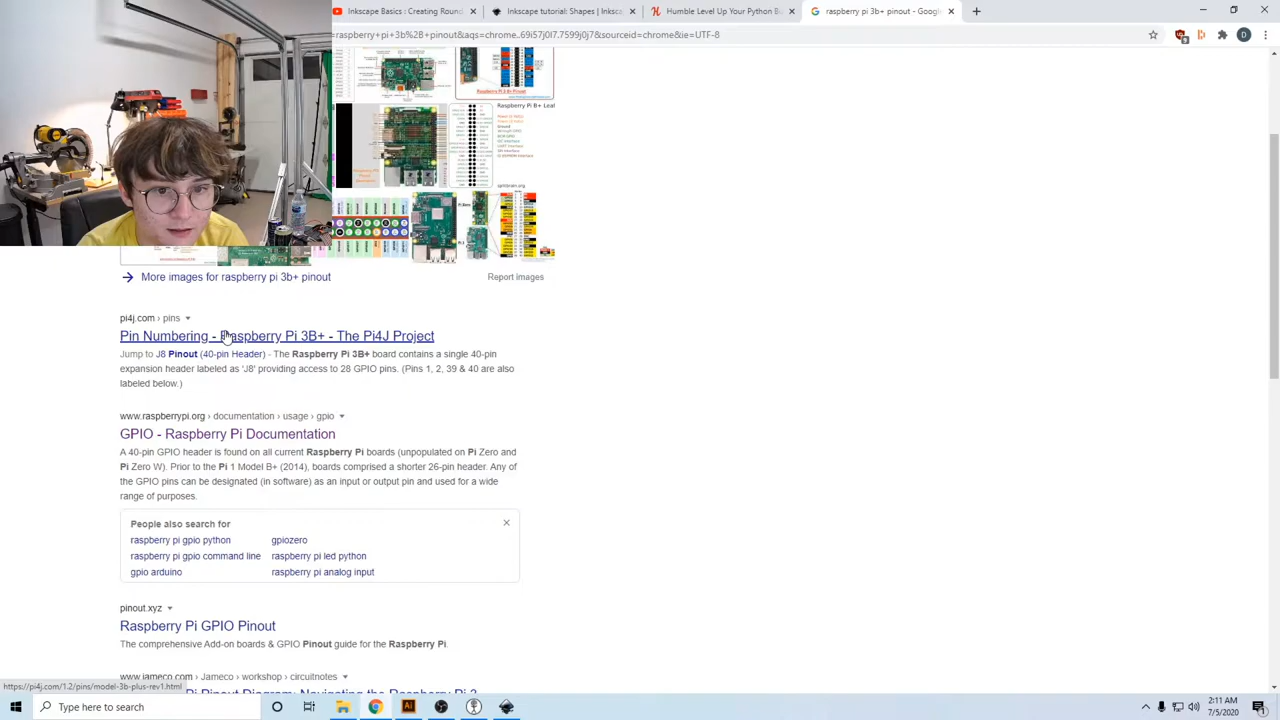 Inkscape Basics : Creating Round
Inkscape tutorial: Shapes | Inksc
Humble Level Up Your Python
raspberry pi 3b+ pinout - Google
=raspberry+pi+3b%2B+pinout&aqs=chrome..69i57j0l7.7599j0j7&sourceid=chrome&ie=UTF-8
D
Raspberry Pi B+ Leaf
More images for raspberry pi 3b+ pinout
Report images
pi4j.com › pins
Pin Numbering - Raspberry Pi 3B+ - The Pi4J Project
Jump to J8 Pinout (40-pin Header) - The Raspberry Pi 3B+ board contains a single 40-pin
expansion header labeled as 'J8' providing access to 28 GPIO pins. (Pins 1, 2, 39 & 40 are also
labeled below.)
www.raspberrypi.org › documentation › usage › gpio
GPIO - Raspberry Pi Documentation
A 40-pin GPIO header is found on all current Raspberry Pi boards (unpopulated on Pi Zero and
Pi Zero W). Prior to the Pi 1 Model B+ (2014), boards comprised a shorter 26-pin header. Any of
the GPIO pins can be designated (in software) as an input or output pin and used for a wide
range of purposes.
People also search for
raspberry pi gpio python
gpiozero
raspberry pi gpio command line
raspberry pi led python
gpio arduino
raspberry pi analog input
pinout.xyz
Raspberry Pi GPIO Pinout
The comprehensive Add-on boards & GPIO Pinout guide for the Raspberry Pi.
www.jameco.com › Jameco › workshop › circuitnotes
Pi Pinout Diagram: Navigating the Raspberry Pi 3
https://pi4j.com/1.2/pins/model-3b-plus-rev1.html
Type here to search
Ai
2:11 AM
7/5/2020